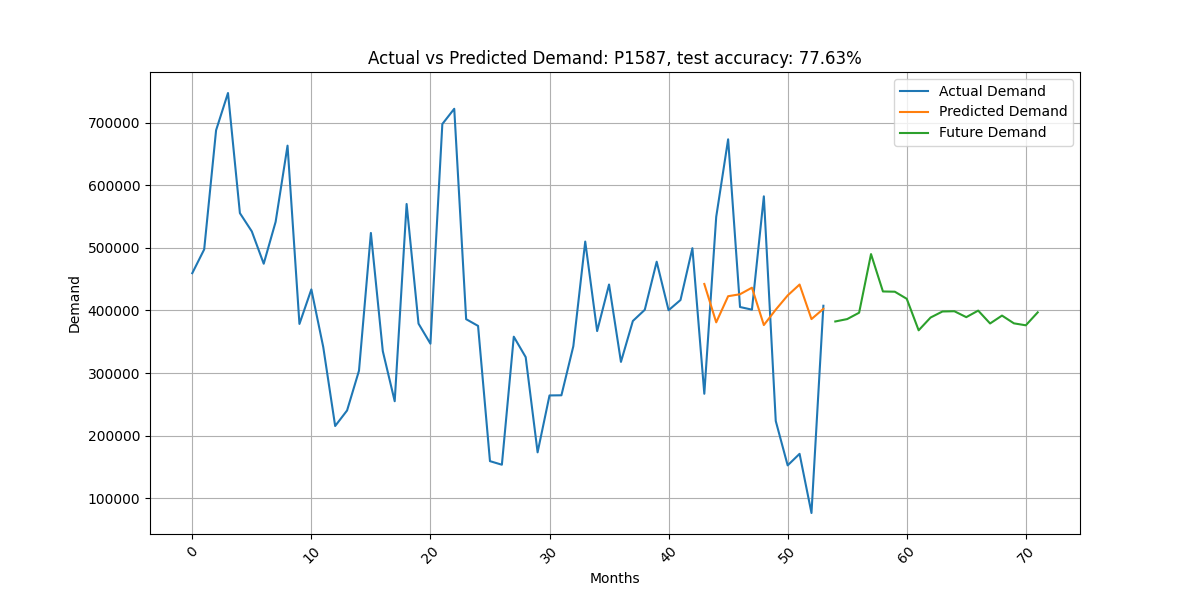 Actual vs Predicted Demand: P1587, test accuracy: 77.63%
Actual Demand
Predicted Demand
Future Demand
700000
600000
500000
400000
300000
200000
100000
Demand
0
10
20
30
40
50
60
70
Months